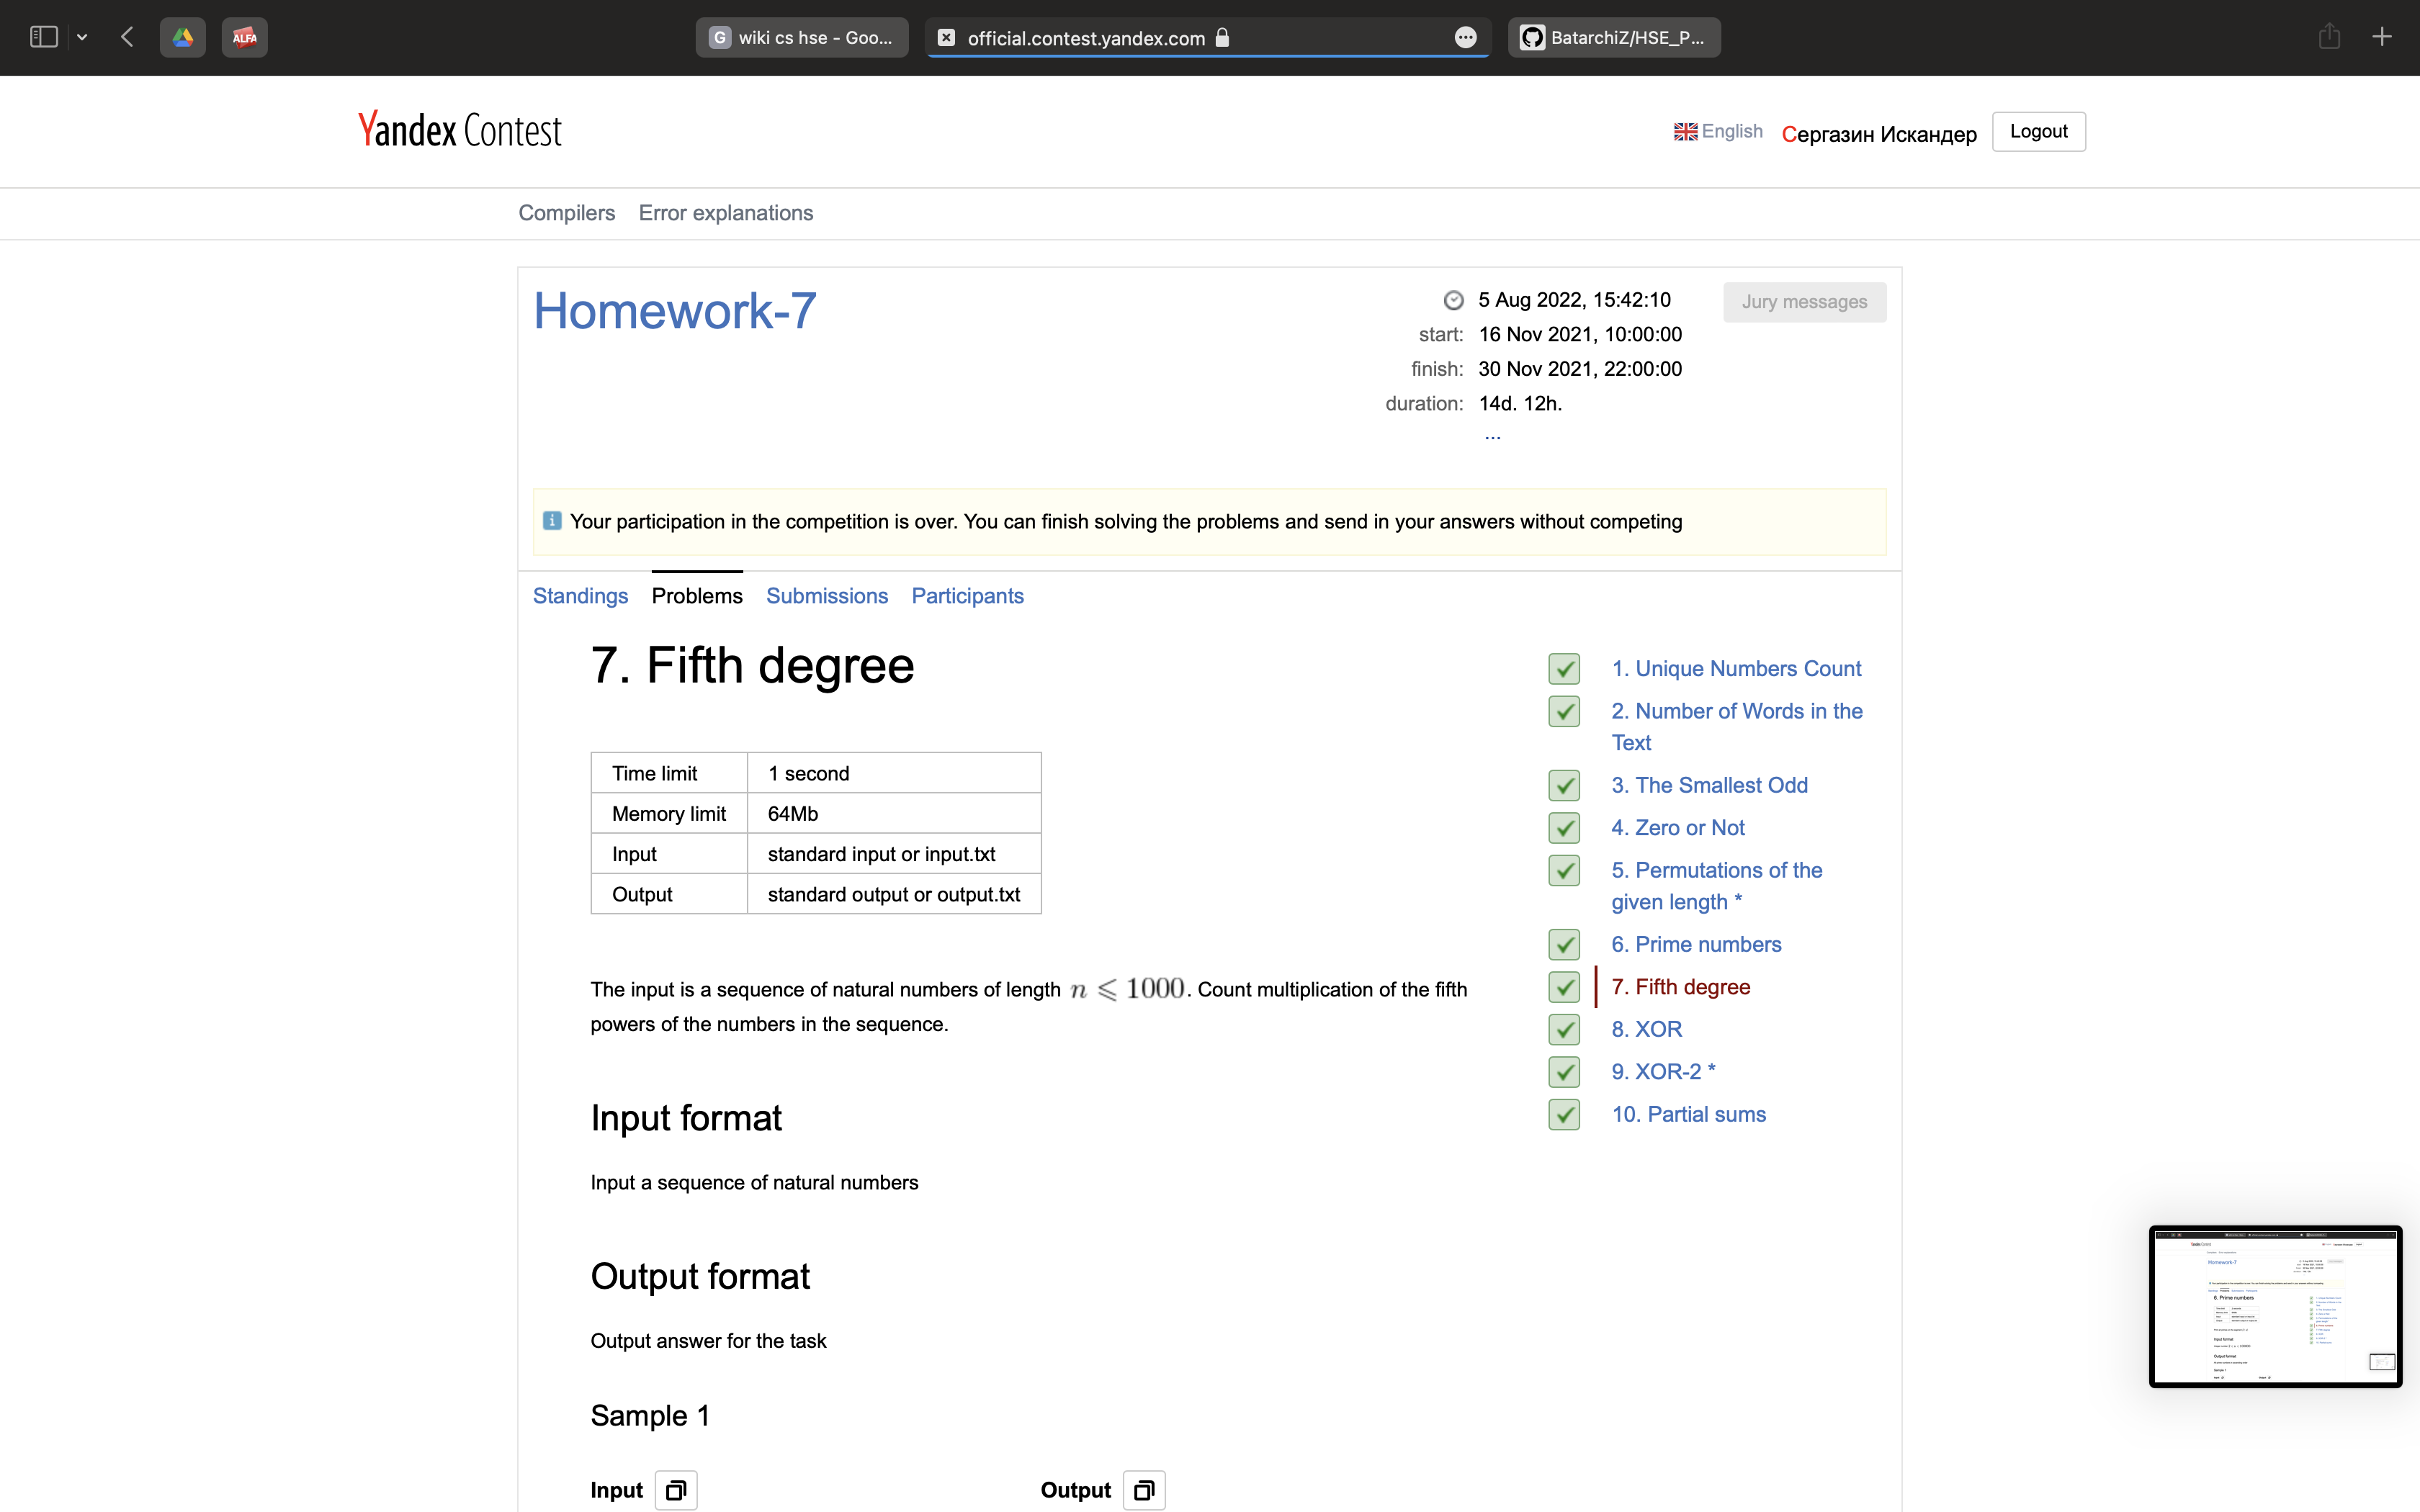 ALFA
G wiki cs hse - Goo...
official.contest.yandex.com
BatarchiZ/HSE_P...
Yandex Contest
English
Сергазин Искандер
Logout
Compilers
Error explanations
Homework-7
5 Aug 2022, 15:42:10
Jury messages
start: 16 Nov 2021, 10:00:00
finish: 30 Nov 2021, 22:00:00
duration: 14d. 12h.
...
Your participation in the competition is over. You can finish solving the problems and send in your answers without competing
Standings Problems Submissions Participants
7. Fifth degree
Time limit 1 second
Memory limit 64Mb
Input standard input or input.txt
Output standard output or output.txt
The input is a sequence of natural numbers of length n ⩽ 1000. Count multiplication of the fifth
powers of the numbers in the sequence.
Input format
Input a sequence of natural numbers
Output format
Output answer for the task
Sample 1
Input
Output
1. Unique Numbers Count
2. Number of Words in the
Text
3. The Smallest Odd
4. Zero or Not
5. Permutations of the
given length *
6. Prime numbers
7. Fifth degree
8. XOR
9. XOR-2 *
10. Partial sums
Homework-7
6. Prime numbers